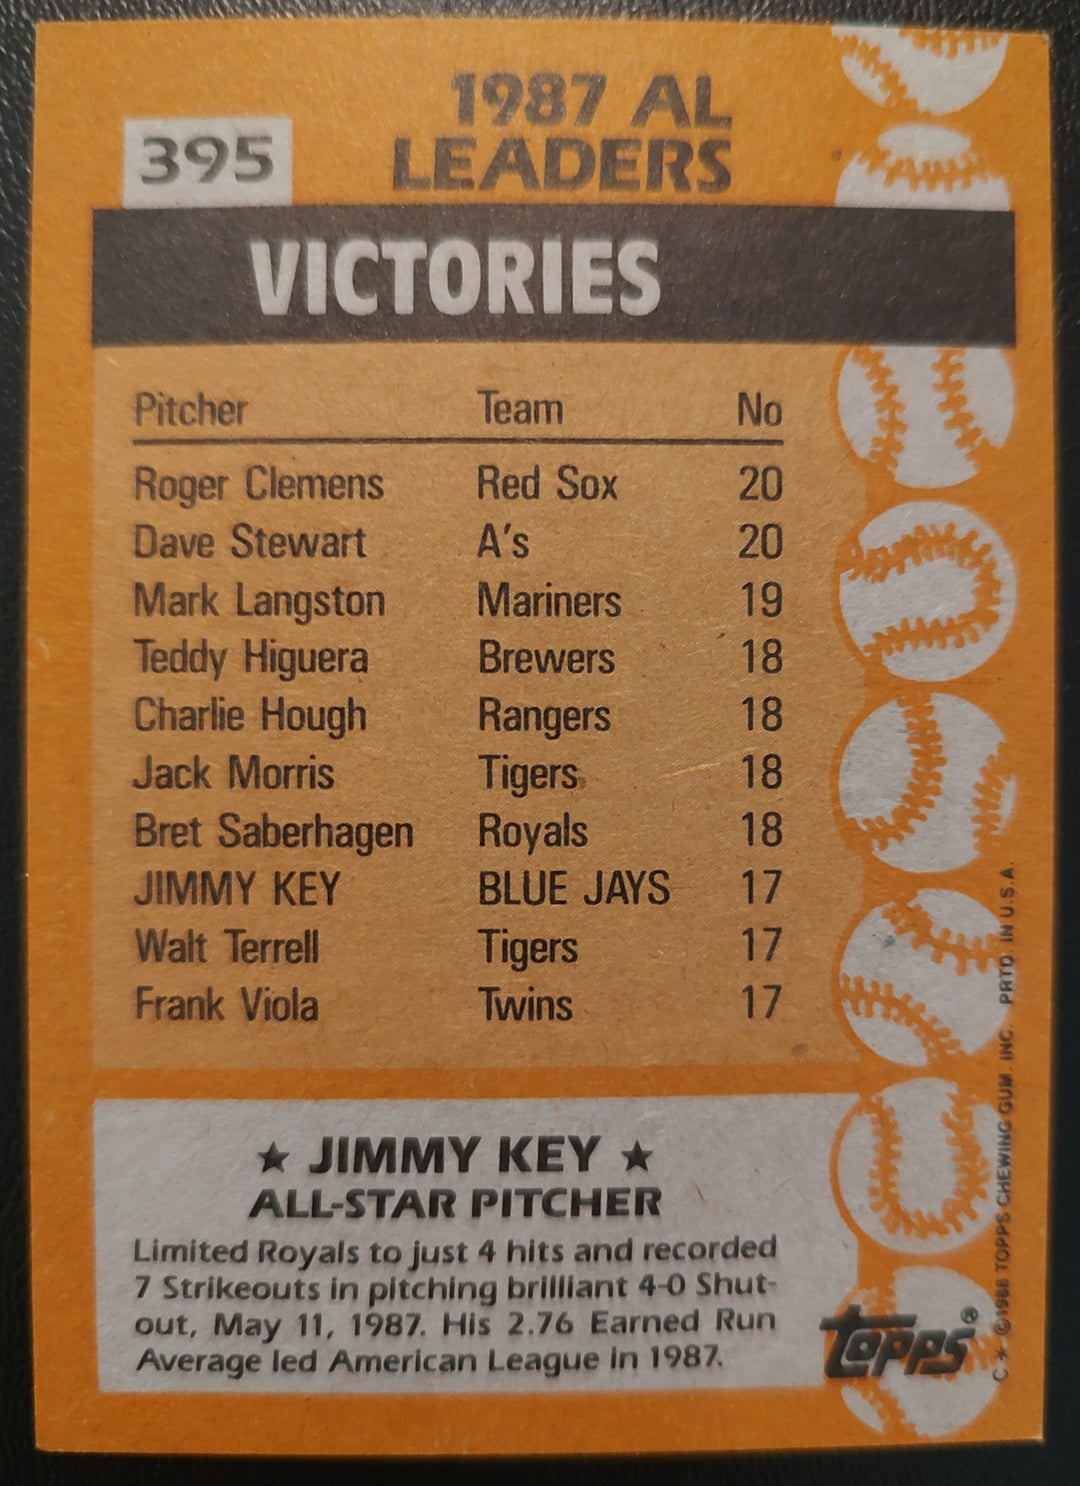 1987 AL
LEADERS
395
VICTORIES
Pitcher Team No
Roger Clemens Red Sox 20
Dave Stewart A's 20
Mark Langston Mariners 19
Teddy Higuera Brewers 18
Charlie Hough Rangers 18
Jack Morris Tigers 18
Bret Saberhagen Royals 18
JIMMY KEY BLUE JAYS 17
Walt Terrell Tigers 17
Frank Viola Twins 17
★ JIMMY KEY ★
ALL-STAR PITCHER
Limited Royals to just 4 hits and recorded
7 Strikeouts in pitching brilliant 4-0 Shut-
out, May 11, 1987. His 2.76 Earned Run
Average led American League in 1987.
topps®
C ★ ©1988 TOPPS CHEWING GUM, INC. PRTD. IN U.S.A.